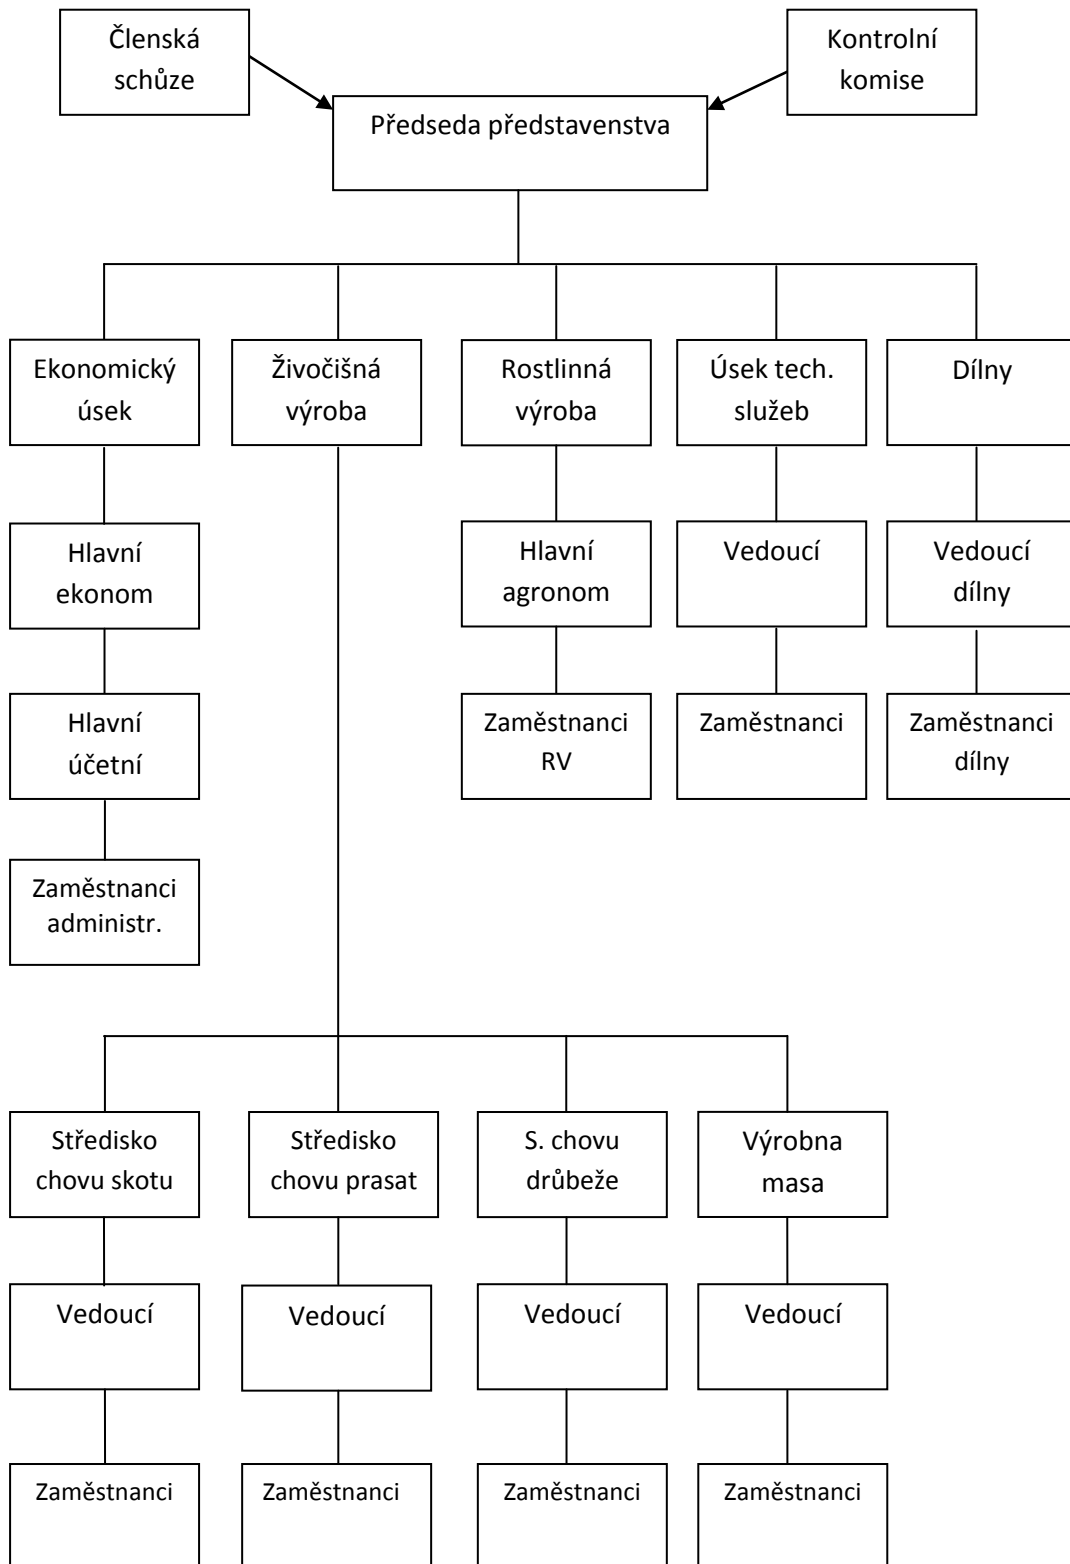 Členská
schůze
Kontrolní
komise
Předseda představenstva
Ekonomický
úsek
Živočišná
výroba
Rostlinná
výroba
Úsek tech.
služeb
Dílny
Hlavní
ekonom
Hlavní
agronom
Vedoucí
Vedoucí
dílny
Hlavní
účetní
Zaměstnanci
RV
Zaměstnanci
Zaměstnanci
dílny
Zaměstnanci
administr.
Středisko
chovu skotu
Středisko
chovu prasat
S. chovu
drůbeže
Výrobna
masa
Vedoucí
Vedoucí
Vedoucí
Vedoucí
Zaměstnanci
Zaměstnanci
Zaměstnanci
Zaměstnanci